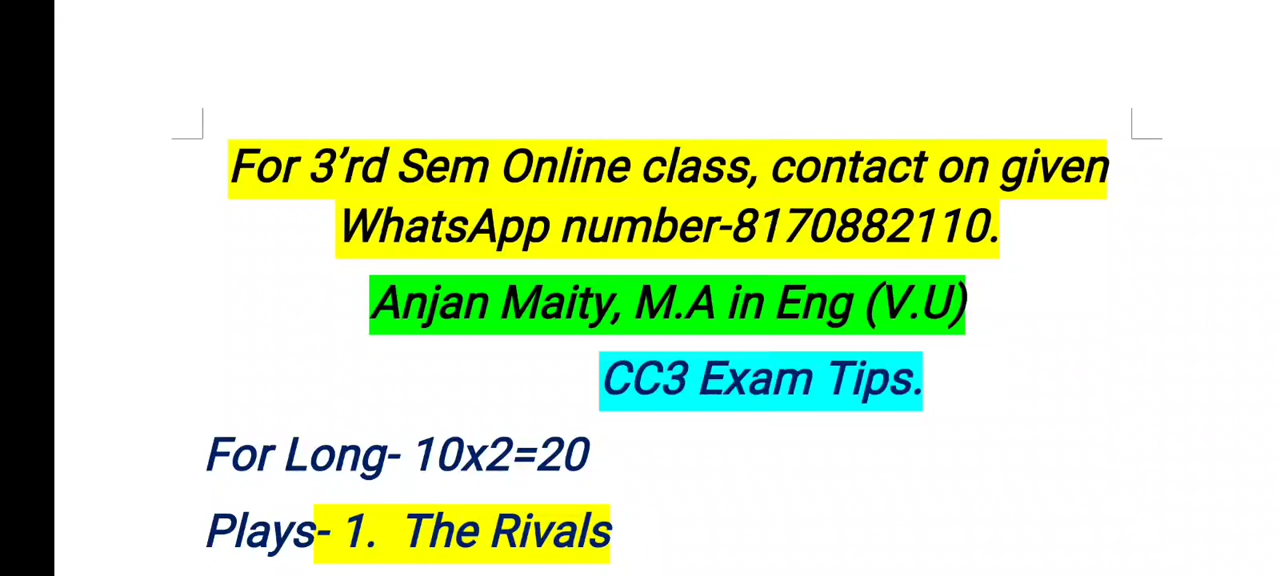 For 3’rd Sem Online class, contact on given
WhatsApp number-8170882110.
Anjan Maity, M.A in Eng (V.U)
CC3 Exam Tips.
For Long- 10x2=20
Plays- 1. The Rivals